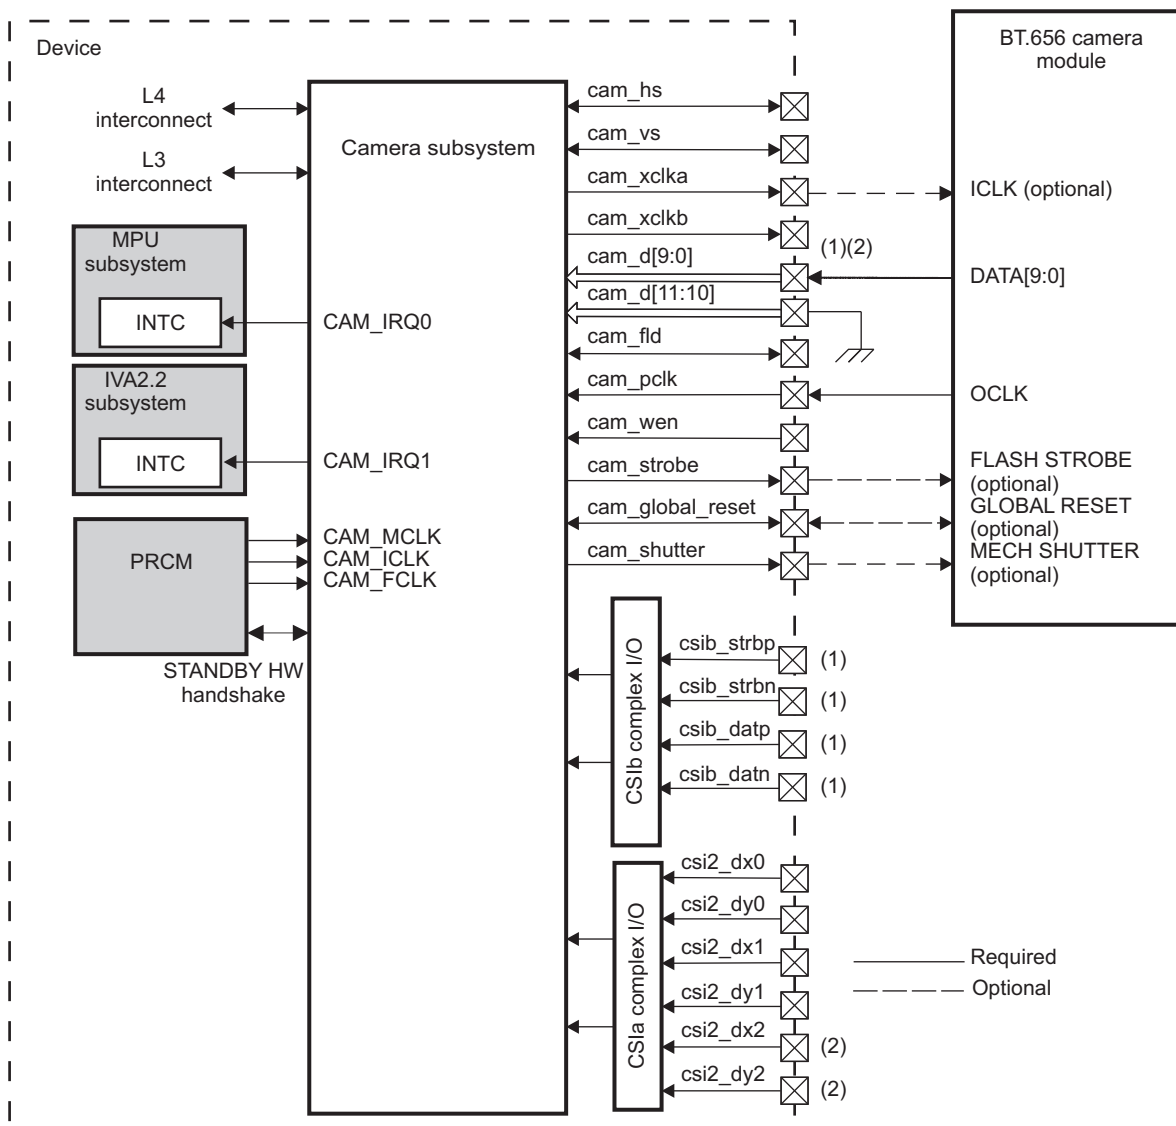 Device
BT.656 camera
module
L4
interconnect
L3
interconnect
Camera subsystem
cam_hs
cam_vs
cam_xclka
ICLK (optional)
cam_xclkb
MPU
subsystem
INTC
CAM_IRQ0
cam_d[9:0]
(1)(2)
DATA[9:0]
cam_d[11:10]
cam_fld
IVA2.2
subsystem
INTC
CAM_IRQ1
cam_pclk
OCLK
cam_wen
cam_strobe
FLASH STROBE
(optional)
cam_global_reset
GLOBAL RESET
(optional)
cam_shutter
MECH SHUTTER
(optional)
PRCM
CAM_MCLK
CAM_ICLK
CAM_FCLK
STANDBY HW
handshake
CSIb complex I/O
csib_strbp
(1)
csib_strbn
(1)
csib_datp
(1)
csib_datn
(1)
CSIa complex I/O
csi2_dx0
csi2_dy0
csi2_dx1
csi2_dy1
csi2_dx2
(2)
csi2_dy2
(2)
Required
Optional